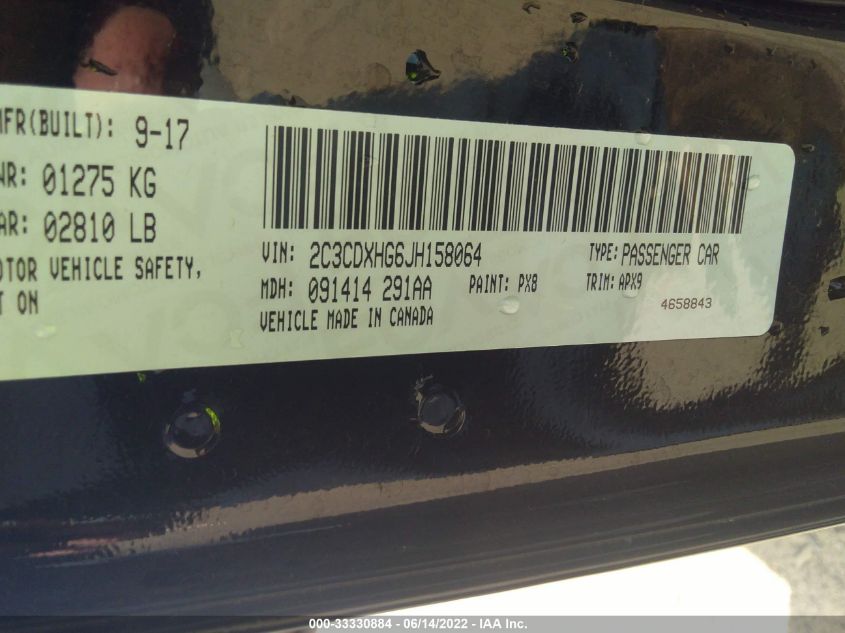 MFR(BUILT): 9-17
WR: 01275 KG
AR: 02810 LB
OTOR VEHICLE SAFETY,
T ON
VIN: 2C3CDXHG6JH158064 TYPE: PASSENGER CAR
MDH: 091414 291AA PAINT: PX8 TRIM: APX9
VEHICLE MADE IN CANADA 4658843
000-33330884 - 06/14/2022 - IAA Inc.